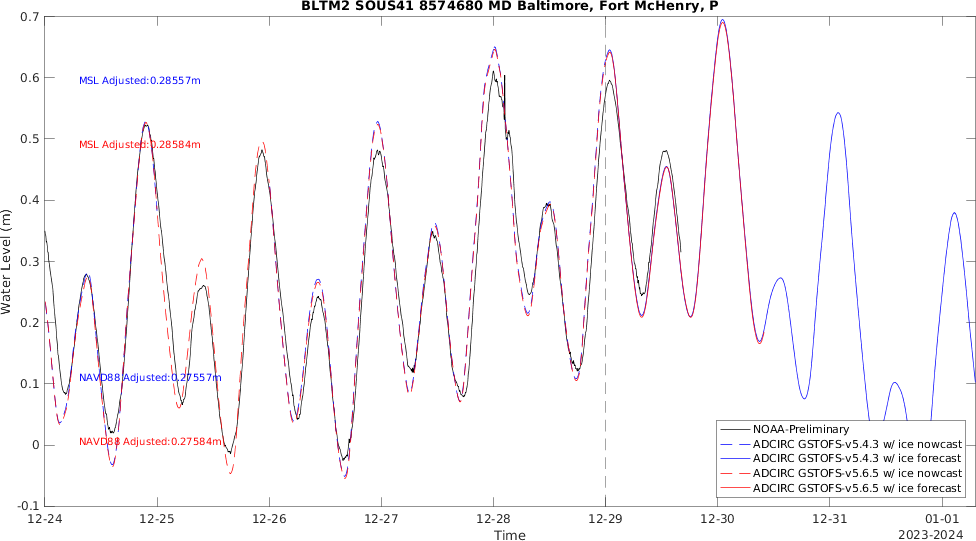 BLTM2 SOUS41 8574680 MD Baltimore, Fort McHenry, P
0.7
0.6
0.5
0.4
0.3
0.2
0.1
0
-0.1
Water Level (m)
MSL Adjusted:0.28557m
MSL Adjusted:0.28584m
NAVD88 Adjusted:0.27557m
NAVD88 Adjusted:0.27584m
NOAA-Preliminary
ADCIRC GSTOFS-v5.4.3 w/ ice nowcast
ADCIRC GSTOFS-v5.4.3 w/ ice forecast
ADCIRC GSTOFS-v5.6.5 w/ ice nowcast
ADCIRC GSTOFS-v5.6.5 w/ ice forecast
12-24 12-25 12-26 12-27 12-28 12-29 12-30 12-31 01-01
Time
2023-2024